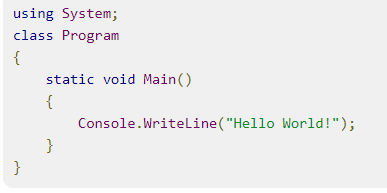 using System;
class Program
{
    static void Main()
    {
        Console.WriteLine("Hello World!");
    }
}